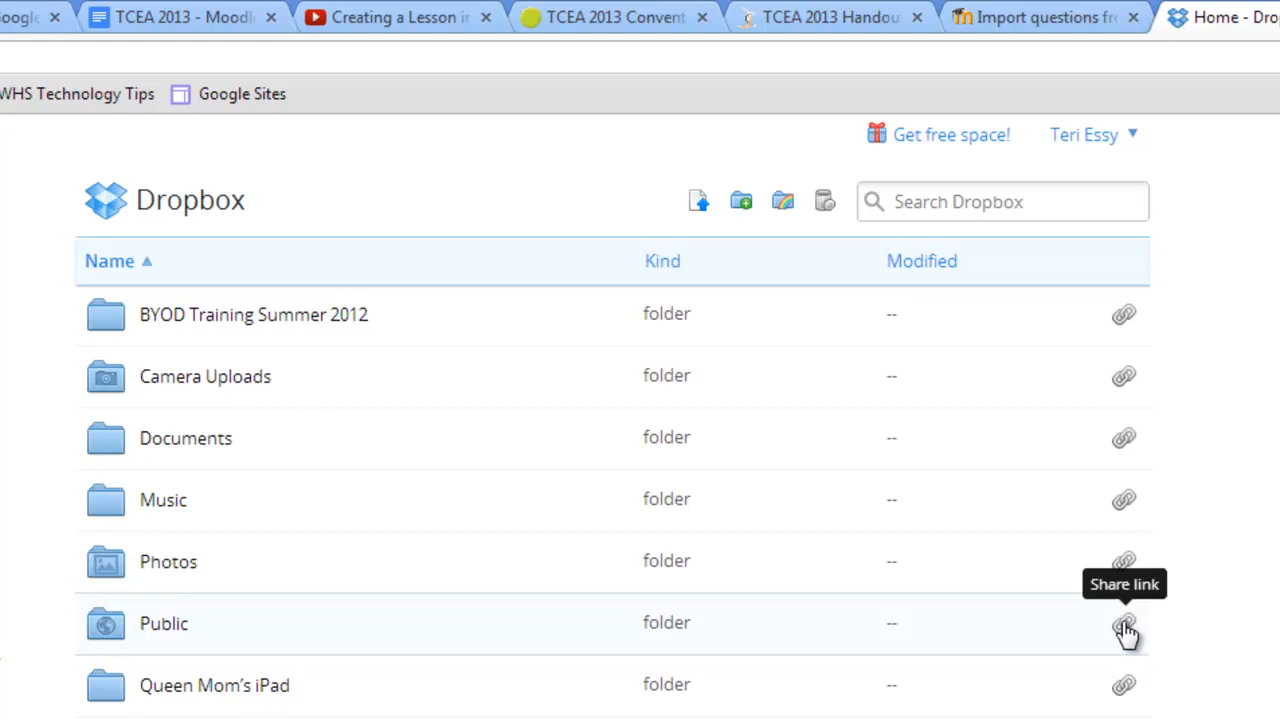 oogle
TCEA 2013 - Moodl
Creating a Lesson in
TCEA 2013 Convent
TCEA 2013 Handou
Import questions fr
Home - Dro
WHS Technology Tips
Google Sites
Get free space!
Teri Essy
Dropbox
Search Dropbox
Name Kind Modified
BYOD Training Summer 2012 folder --
Camera Uploads folder --
Documents folder --
Music folder --
Photos folder --
Share link
Public folder --
Queen Mom's iPad folder --